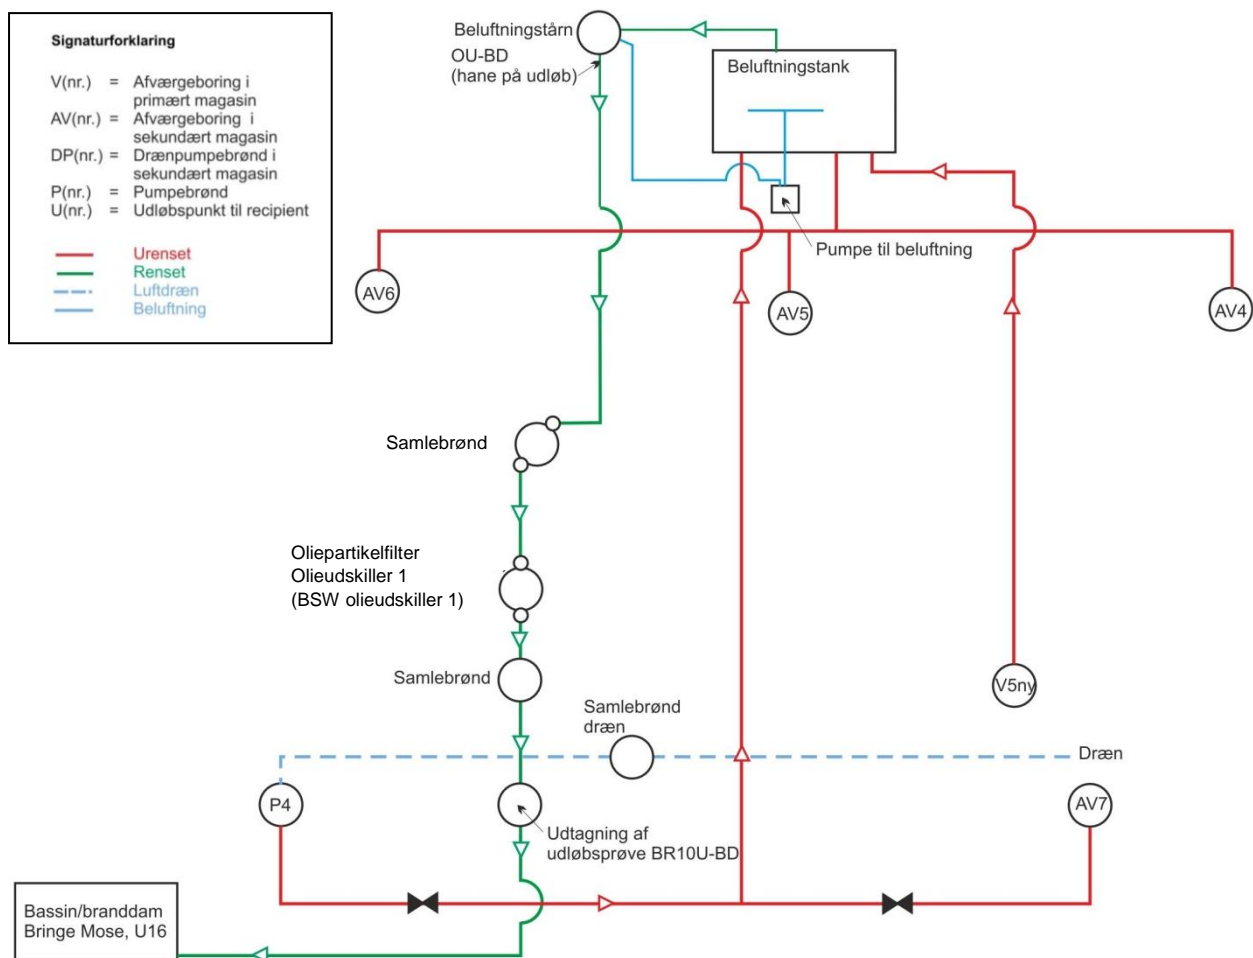 Signaturforklaring
V(nr.) = Afværgeboring i
primært magasin
AV(nr.) = Afværgeboring i
sekundært magasin
DP(nr.) = Drænpumpebrønd i
sekundært magasin
P(nr.) = Pumpebrønd
U(nr.) = Udløbspunkt til recipient
Urenset
Renset
Luftdræn
Beluftning
Beluftningstårn
OU-BD
(hane på udløb)
Beluftningstank
Pumpe til beluftning
AV6
AV5
AV4
Samlebrønd
Oliepartikelfilter
Olieudskiller 1
(BSW olieudskiller 1)
Samlebrønd
V5ny
Samlebrønd
dræn
Dræn
P4
AV7
Udtagning af
udløbsprøve BR10U-BD
Bassin/branddam
Bringe Mose, U16